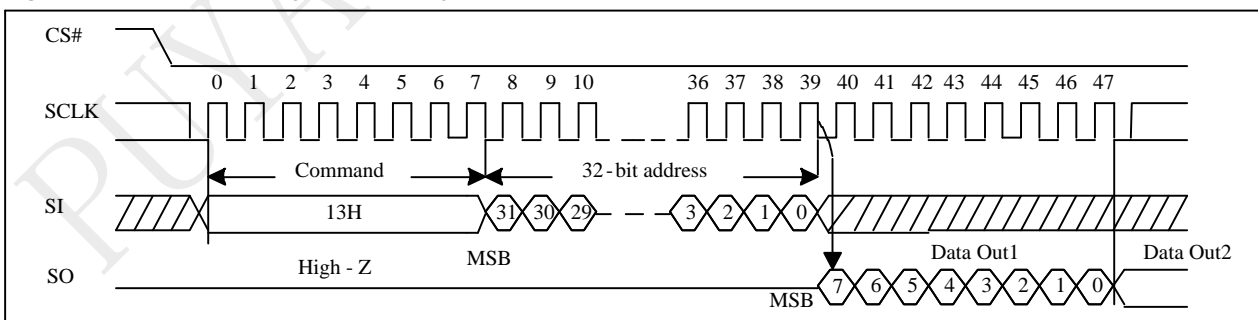 CS#
0 1 2 3 4 5 6 7 8 9 10 36 37 38 39 40 41 42 43 44 45 46 47
SCLK
Command 32-bit address
SI 13H 31 30 29 3 2 1 0
High - Z MSB Data Out1 Data Out2
SO MSB 7 6 5 4 3 2 1 0
PUYA